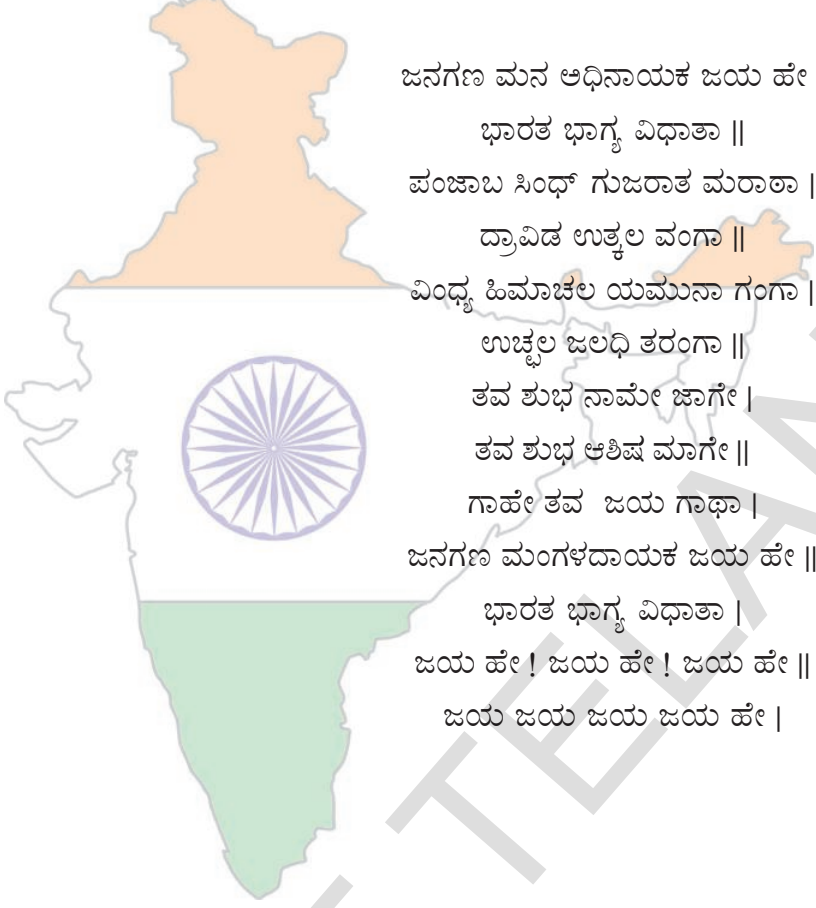 ಜನಗಣ ಮನ ಅಧಿನಾಯಕ ಜಯ ಹೇ
ಭಾರತ ಭಾಗ್ಯ ವಿಧಾತಾ ||
ಪಂಜಾಬ ಸಿಂಧ್ ಗುಜರಾತ ಮರಾಠಾ |
ದ್ರಾವಿಡ ಉತ್ಕಲ ವಂಗಾ ||
ವಿಂಧ್ಯ ಹಿಮಾಚಲ ಯಮುನಾ ಗಂಗಾ |
ಉಚ್ಛಲ ಜಲಧಿ ತರಂಗಾ ||
ತವ ಶುಭ ನಾಮೇ ಜಾಗೇ |
ತವ ಶುಭ ಆಶಿಷ ಮಾಗೇ ||
ಗಾಹೇ ತವ ಜಯ ಗಾಥಾ |
ಜನಗಣ ಮಂಗಳದಾಯಕ ಜಯ ಹೇ ||
ಭಾರತ ಭಾಗ್ಯ ವಿಧಾತಾ |
ಜಯ ಹೇ ! ಜಯ ಹೇ ! ಜಯ ಹೇ ||
ಜಯ ಜಯ ಜಯ ಜಯ ಹೇ |